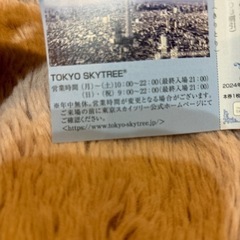 TOKYO SKYTREE®
営業時間(月)〜(土)10:00〜22:00(最終入場21:00)
(日)・(祝) 9:00〜22:00(最終入場21:00)
※年中無休。営業時間が変更となる場合がございます。
ご来場の前に東京スカイツリー公式ホームページにて
ご確認ください。
<https://www.tokyo-skytree.jp/>
2024